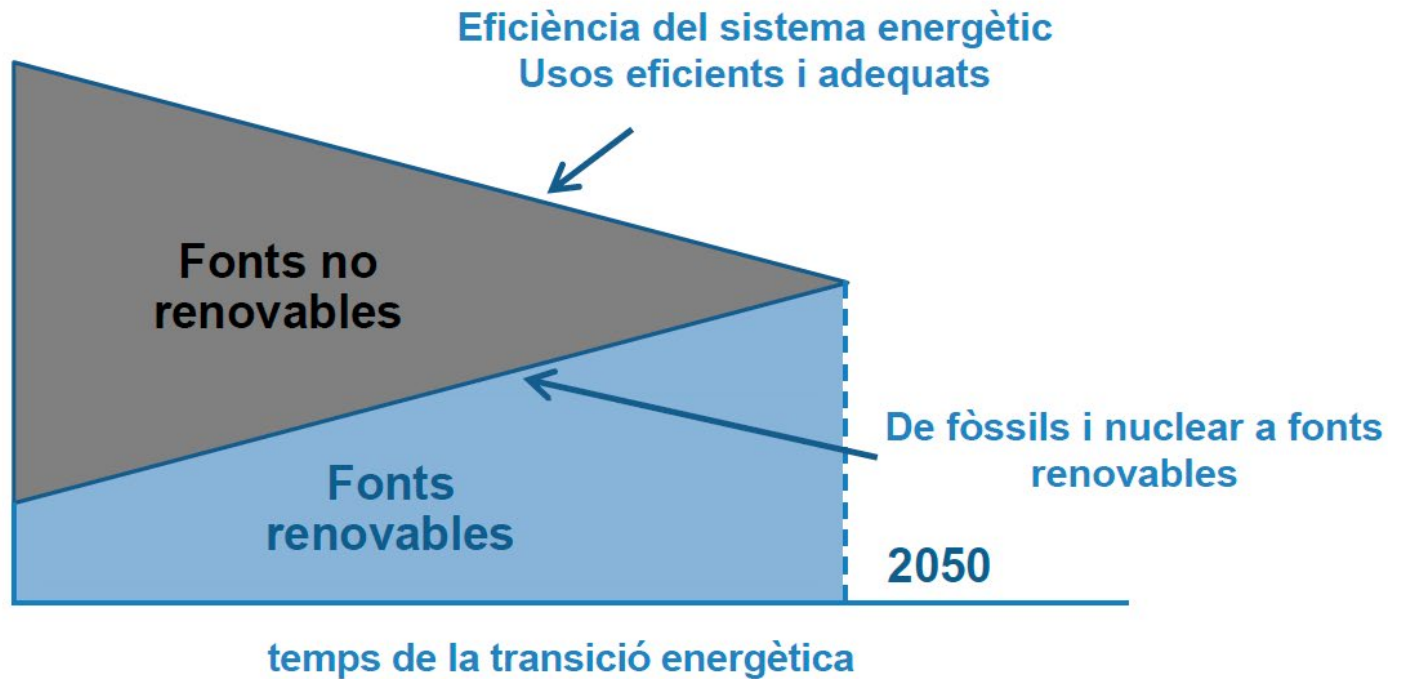 Eficiència del sistema energètic
Usos eficients i adequats
Fonts no
renovables
De fòssils i nuclear a fonts
renovables
Fonts
renovables
2050
temps de la transició energètica